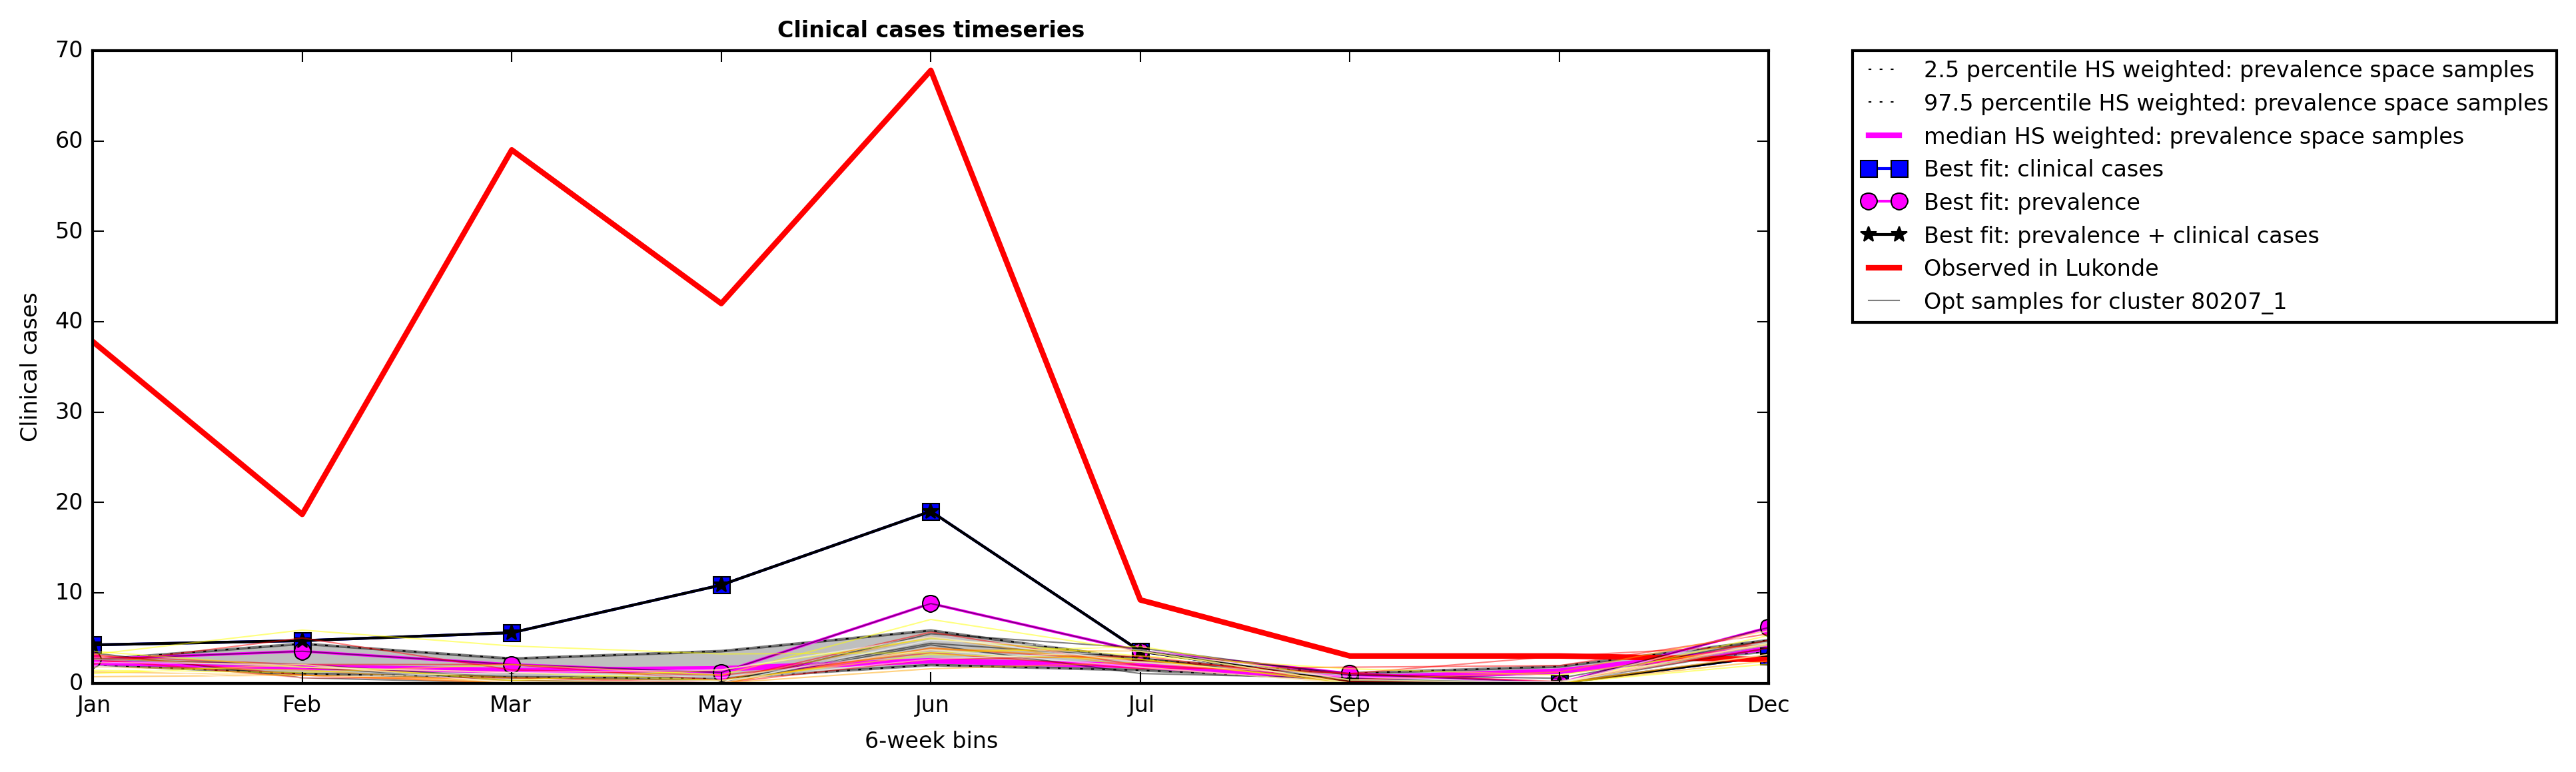 Clinical cases timeseries
70
60
50
40
30
20
10
0
Clinical cases
Jan Feb Mar May Jun Jul Sep Oct Dec
6-week bins
2.5 percentile HS weighted: prevalence space samples
97.5 percentile HS weighted: prevalence space samples
median HS weighted: prevalence space samples
Best fit: clinical cases
Best fit: prevalence
Best fit: prevalence + clinical cases
Observed in Lukonde
Opt samples for cluster 80207_1